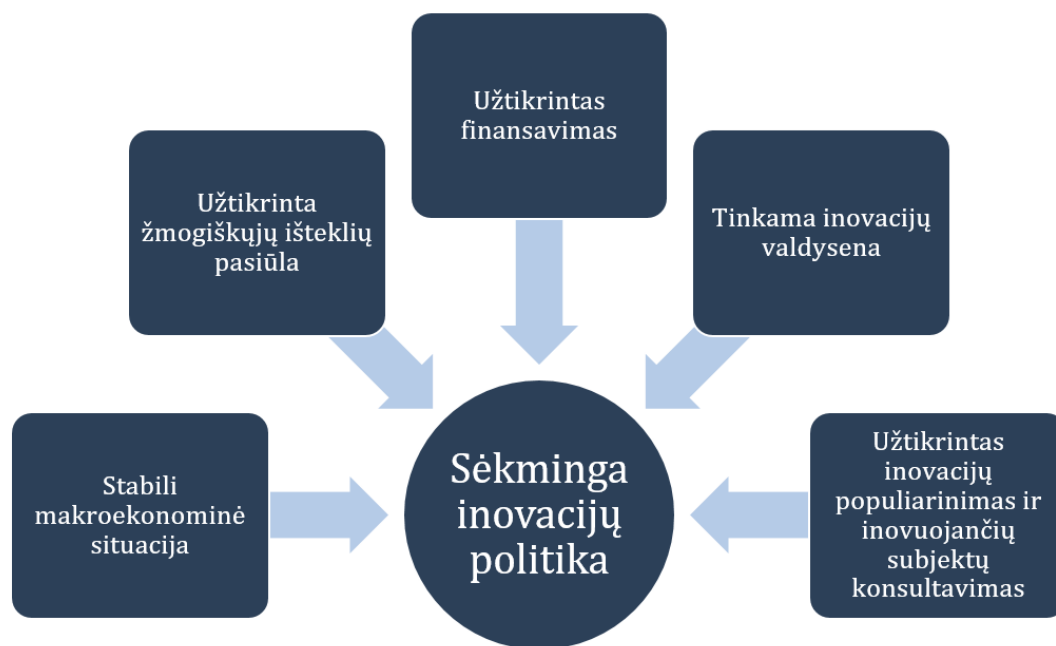 Užtikrintas
finansavimas
Užtikrinta
žmogiškųjų išteklių
pasiūla
Tinkama inovacijų
valdysena
Stabili
makroekonominė
situacija
Sėkminga
inovacijų
politika
Užtikrintas
inovacijų
populiarinimas ir
inovuojančių
subjektų
konsultavimas